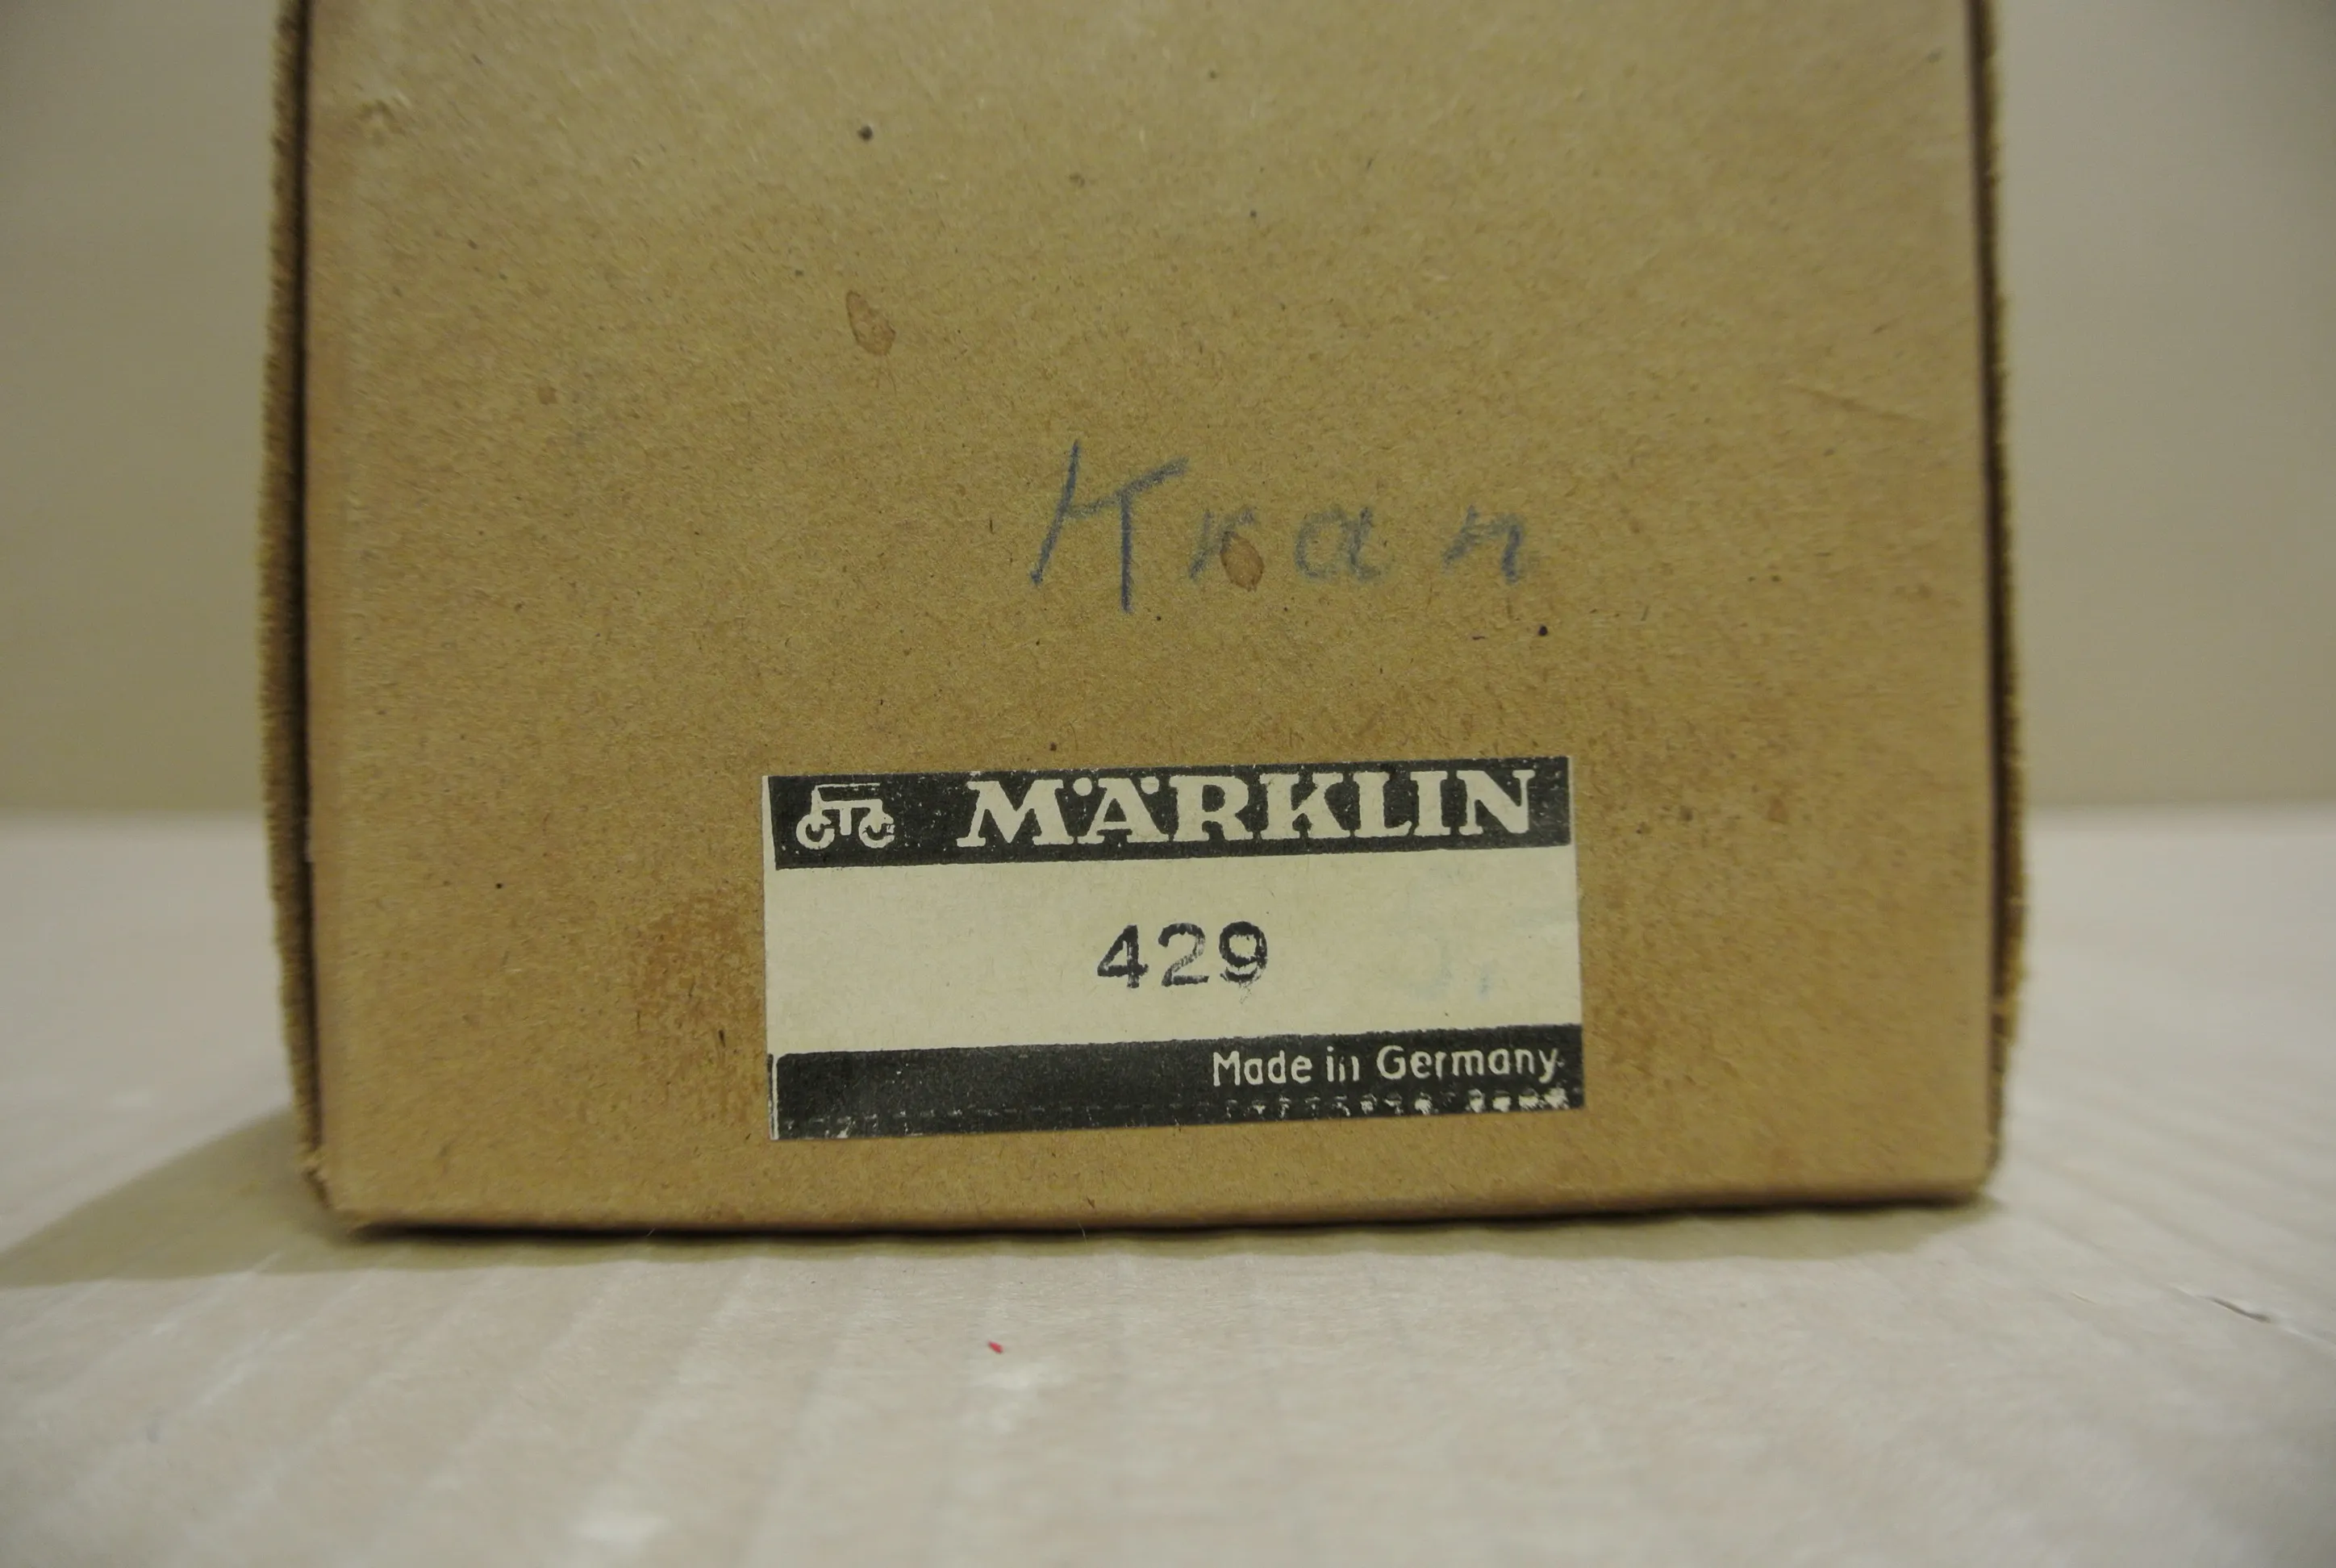 Kran
MÄRKLIN
429
Made in Germany